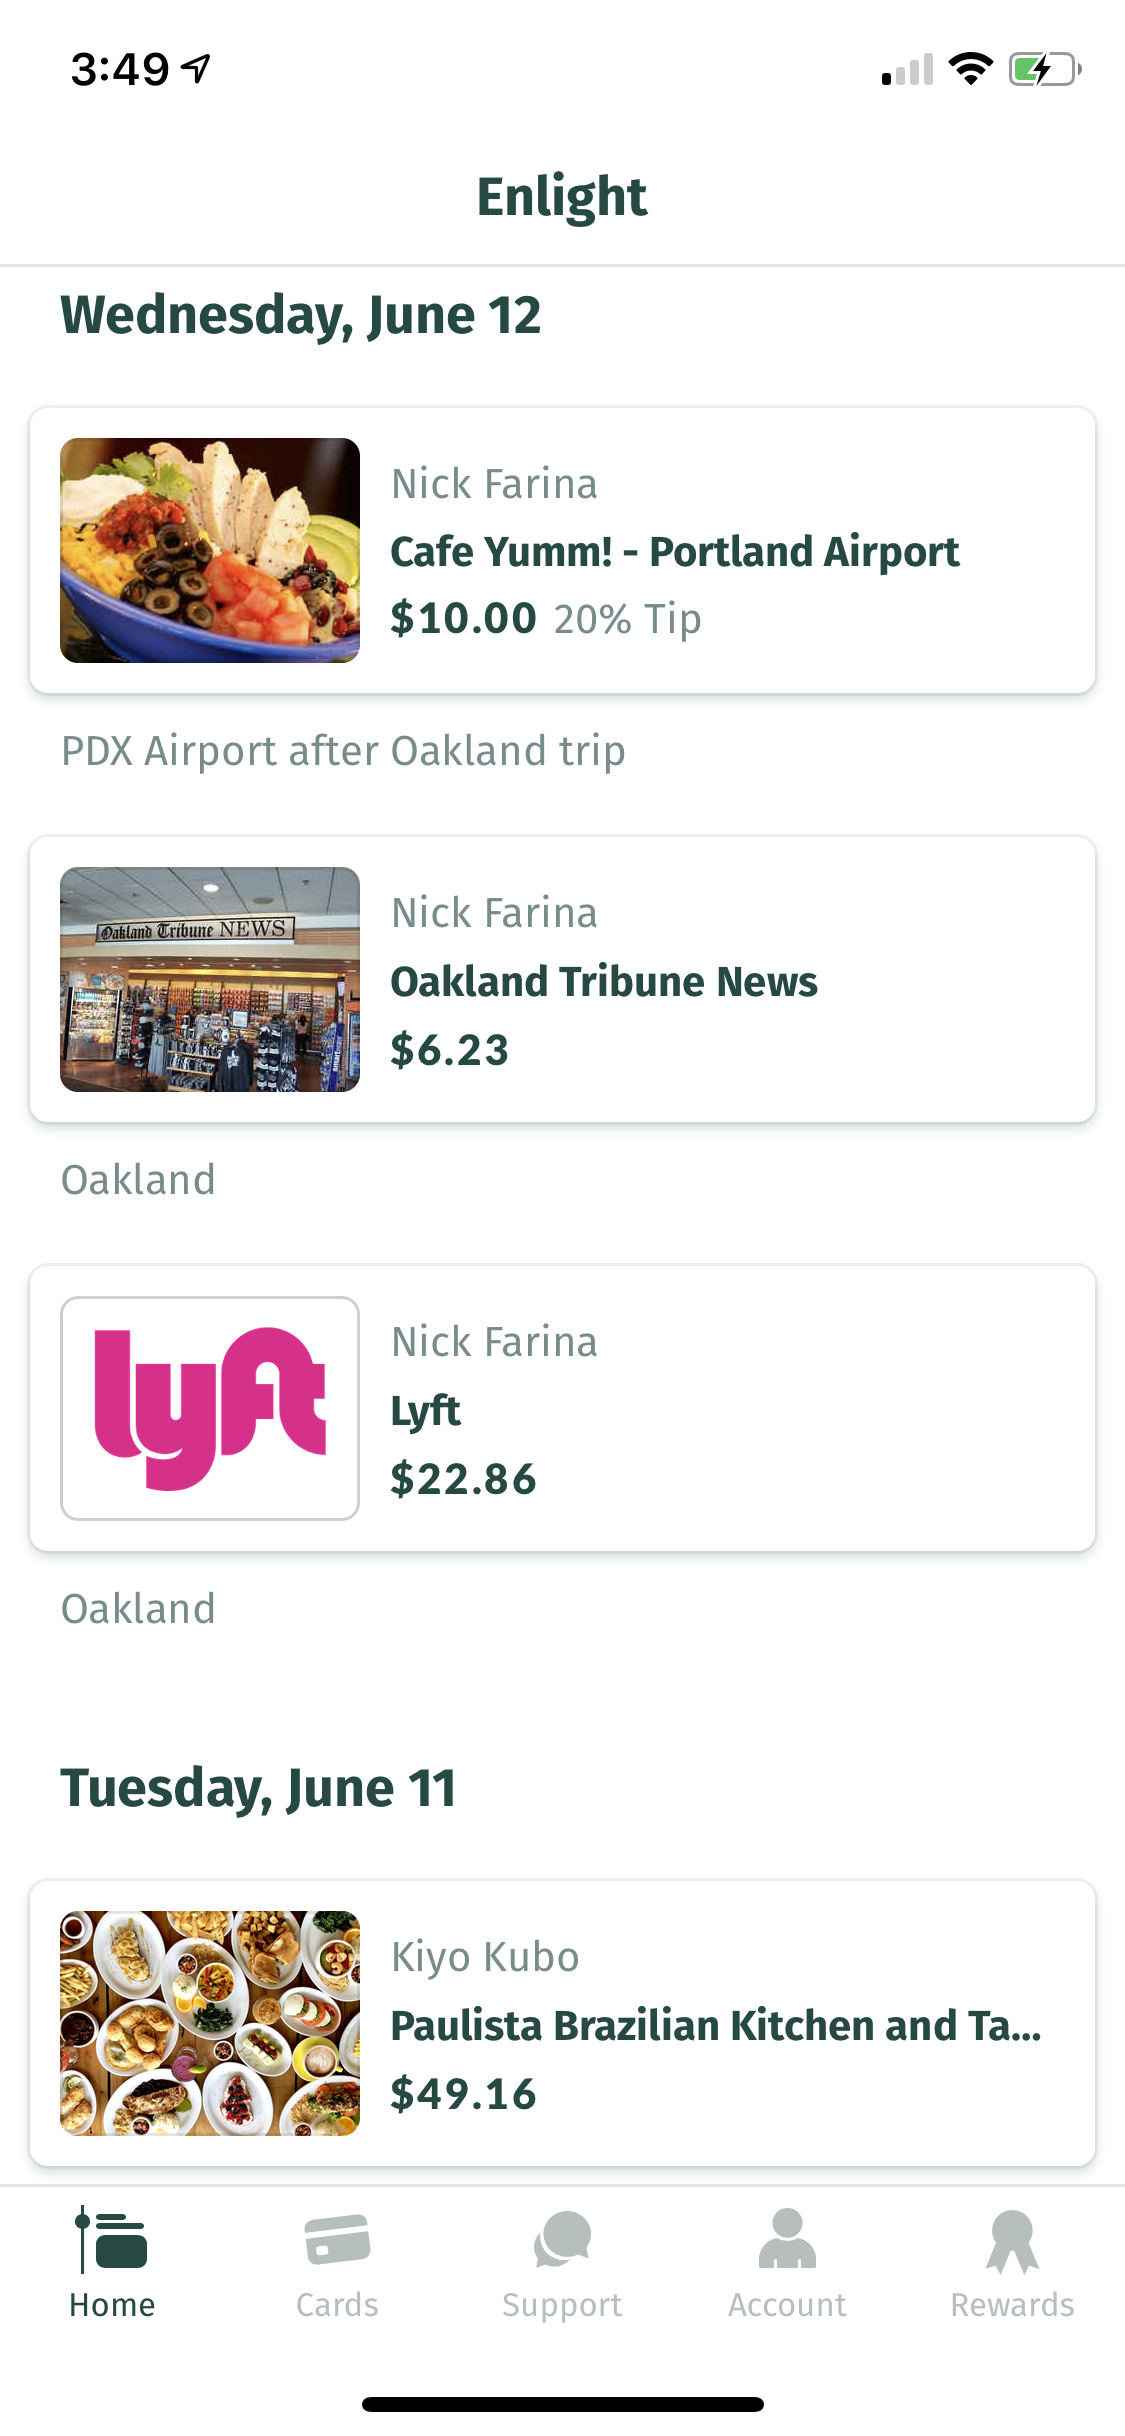 3:49
Enlight
Wednesday, June 12
Nick Farina
Cafe Yumm! - Portland Airport
$10.00 20% Tip
PDX Airport after Oakland trip
Oakland Tribune NEWS
Nick Farina
Oakland Tribune News
$6.23
Oakland
lyft
Nick Farina
Lyft
$22.86
Oakland
Tuesday, June 11
Kiyo Kubo
Paulista Brazilian Kitchen and Ta...
$49.16
Home
Cards
Support
Account
Rewards